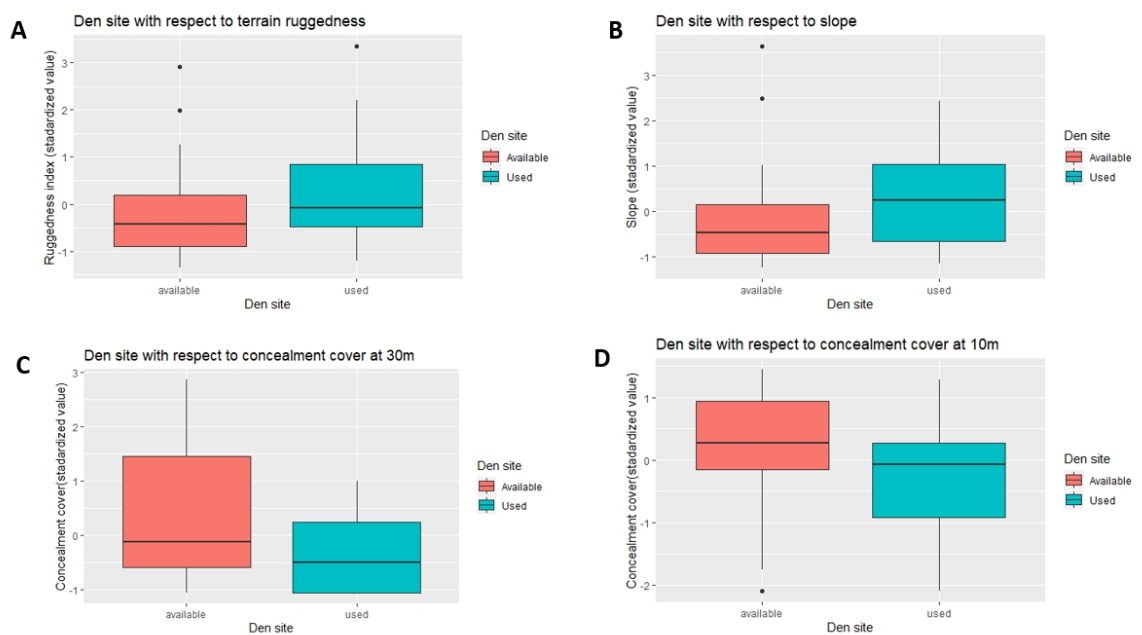 A
Den site with respect to terrain ruggedness
Ruggedness index (stadardized value)
3
2
1
0
-1
available
used
Den site
Den site
Available
Used
B
Den site with respect to slope
Slope (stadardized value)
3
2
1
0
-1
available
used
Den site
Den site
Available
Used
C
Den site with respect to concealment cover at 30m
Concealment cover(stadardized value)
3
2
1
0
-1
available
used
Den site
Den site
Available
Used
D
Den site with respect to concealment cover at 10m
Concealment cover(stadardized value)
1
0
-1
-2
available
used
Den site
Den site
Available
Used